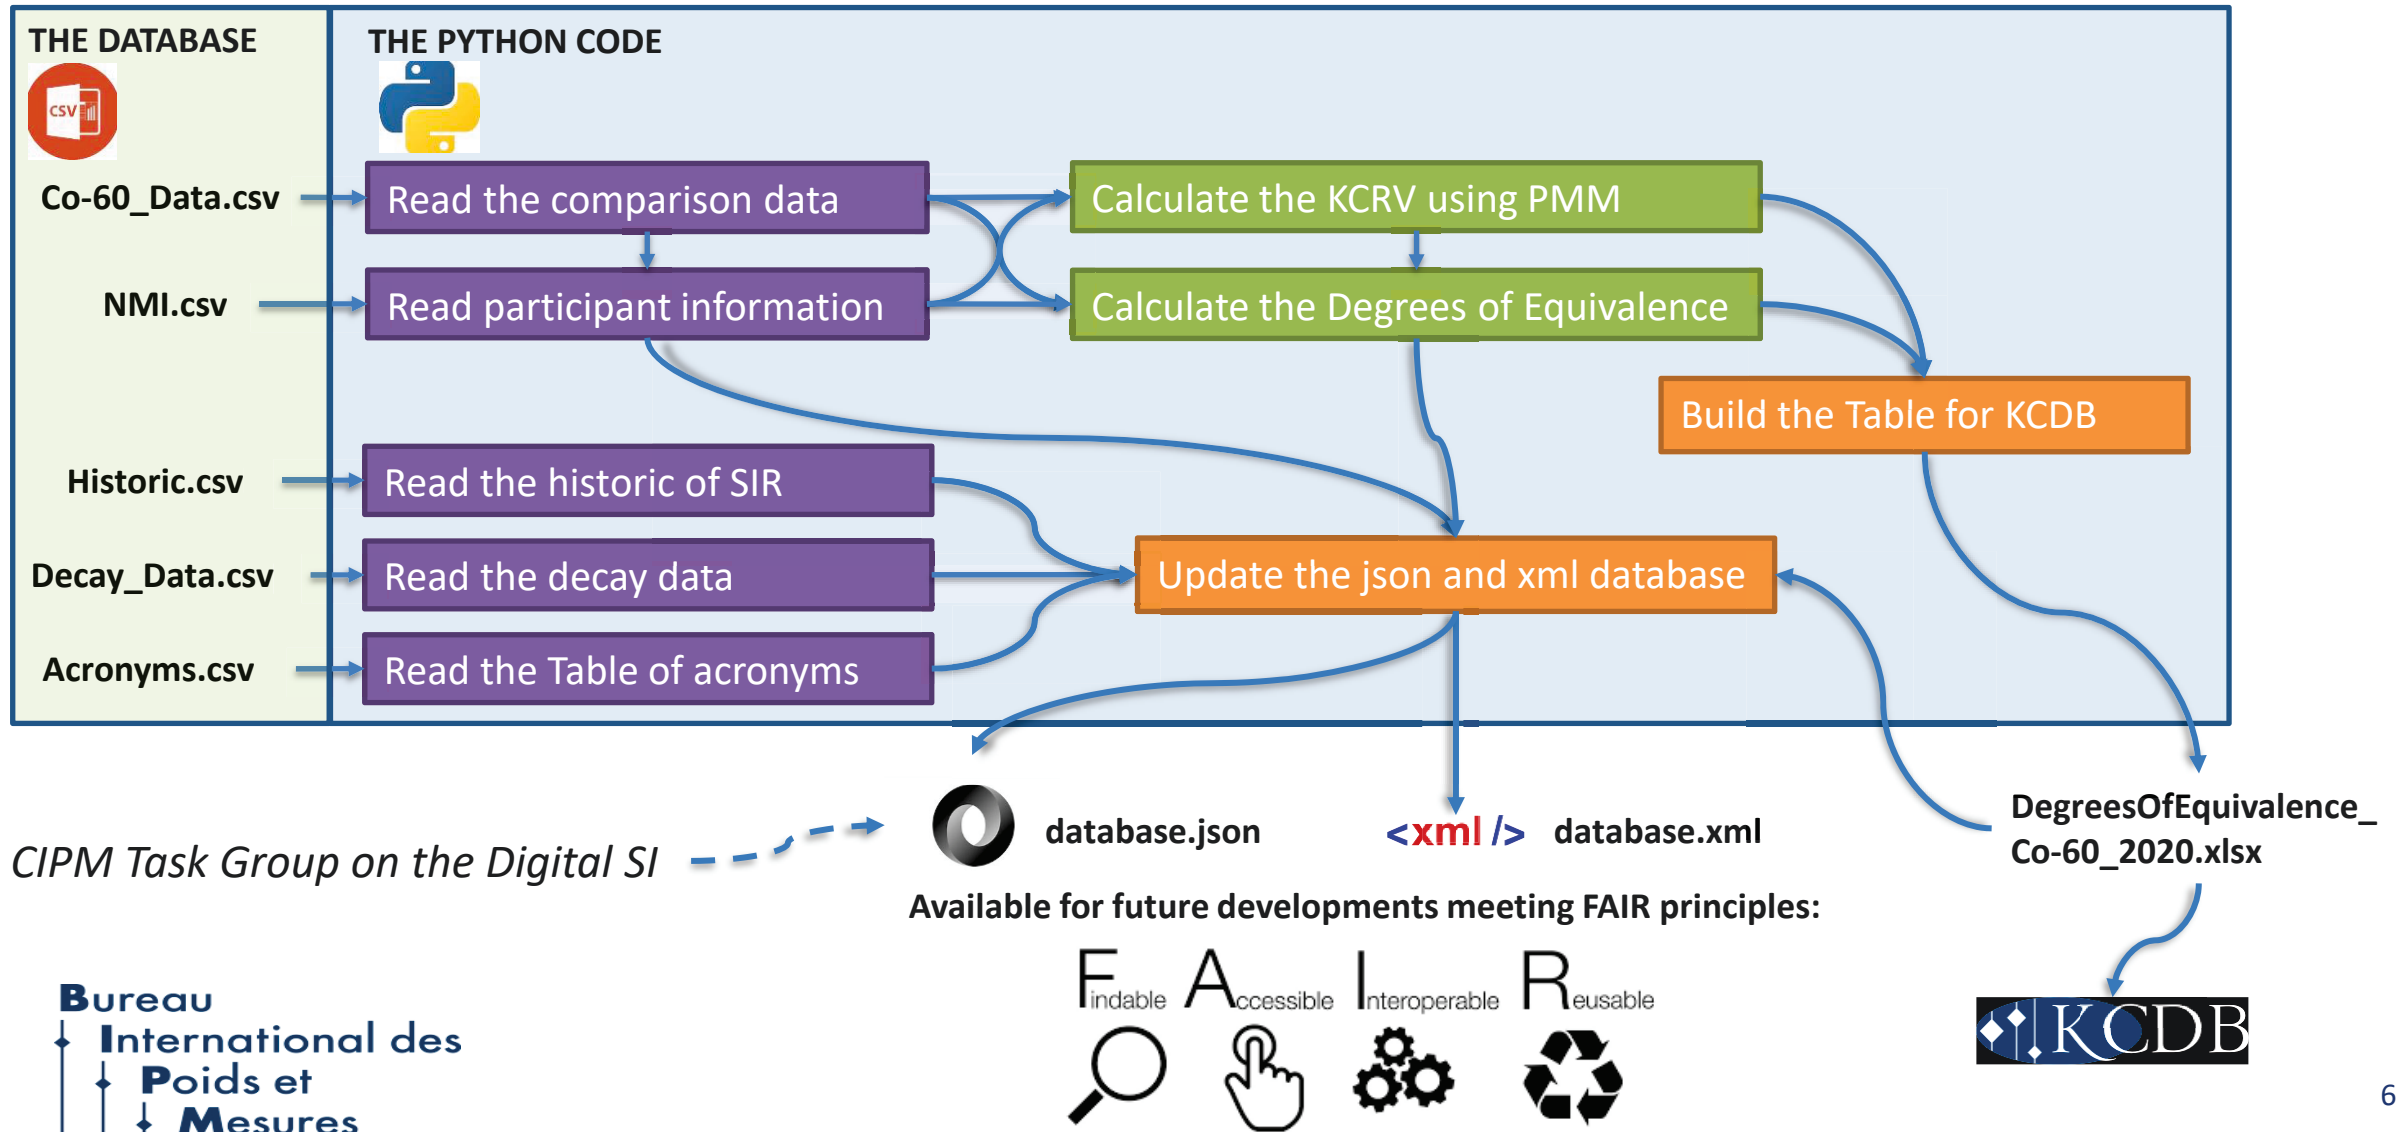 THE DATABASE
THE PYTHON CODE
CSV
Co-60_Data.csv
Read the comparison data
Calculate the KCRV using PMM
NMI.csv
Read participant information
Calculate the Degrees of Equivalence
Build the Table for KCDB
Historic.csv
Read the historic of SIR
Decay_Data.csv
Read the decay data
Update the json and xml database
Acronyms.csv
Read the Table of acronyms
CIPM Task Group on the Digital SI
database.json
<xml/> database.xml
DegreesOfEquivalence_
Co-60_2020.xlsx
Available for future developments meeting FAIR principles:
Findable Accessible Interoperable Reusable
Bureau
International des
Poids et
Mesures
KCDB
6